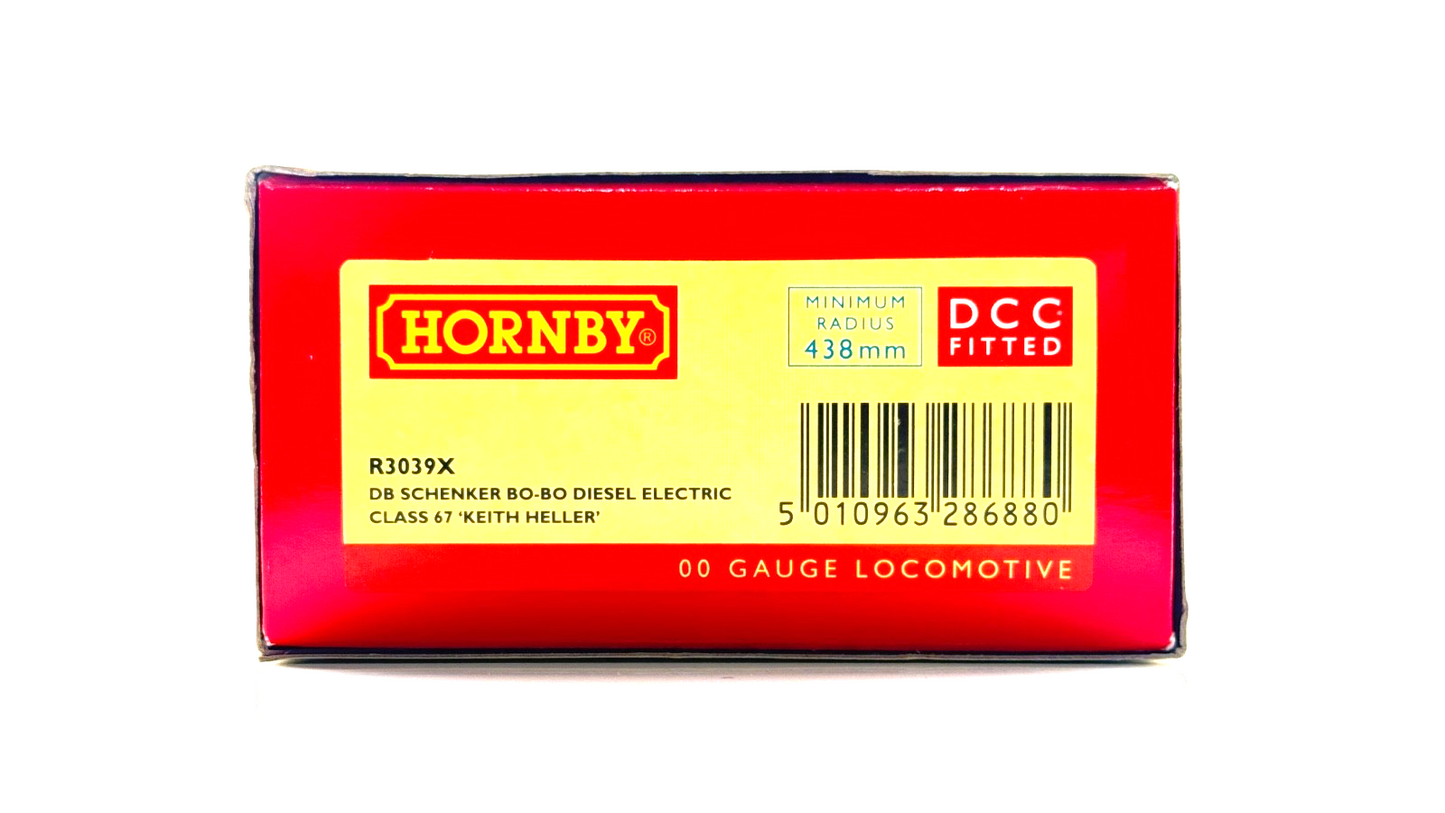 HORNBY®
MINIMUM
RADIUS
438mm
DCC
FITTED
R3039X
DB SCHENKER BO-BO DIESEL ELECTRIC
CLASS 67 ‘KEITH HELLER’
5 010963 286880
00 GAUGE LOCOMOTIVE